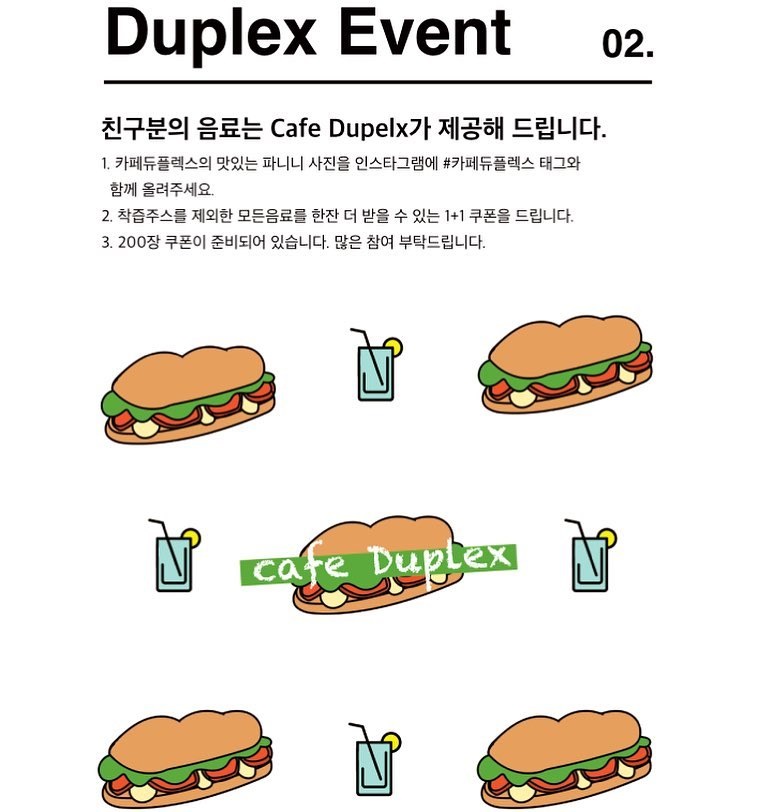 Duplex Event
02.
친구분의 음료는 Cafe Dupelx가 제공해 드립니다.
1. 카페듀플렉스의 맛있는 파니니 사진을 인스타그램에 #카페듀플렉스 태그와
함께 올려주세요.
2. 착즙주스를 제외한 모든음료를 한잔 더 받을 수 있는 1+1 쿠폰을 드립니다.
3. 200장 쿠폰이 준비되어 있습니다. 많은 참여 부탁드립니다.
cafe Duplex